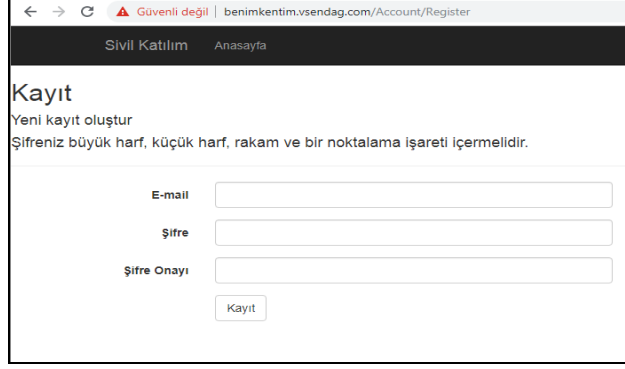 Güvenli değil | benimkentim.vsendag.com/Account/Register
Sivil Katılım Anasayfa
Kayıt
Yeni kayıt oluştur
Şifreniz büyük harf, küçük harf, rakam ve bir noktalama işareti içermelidir.
E-mail
Şifre
Şifre Onayı
Kayıt